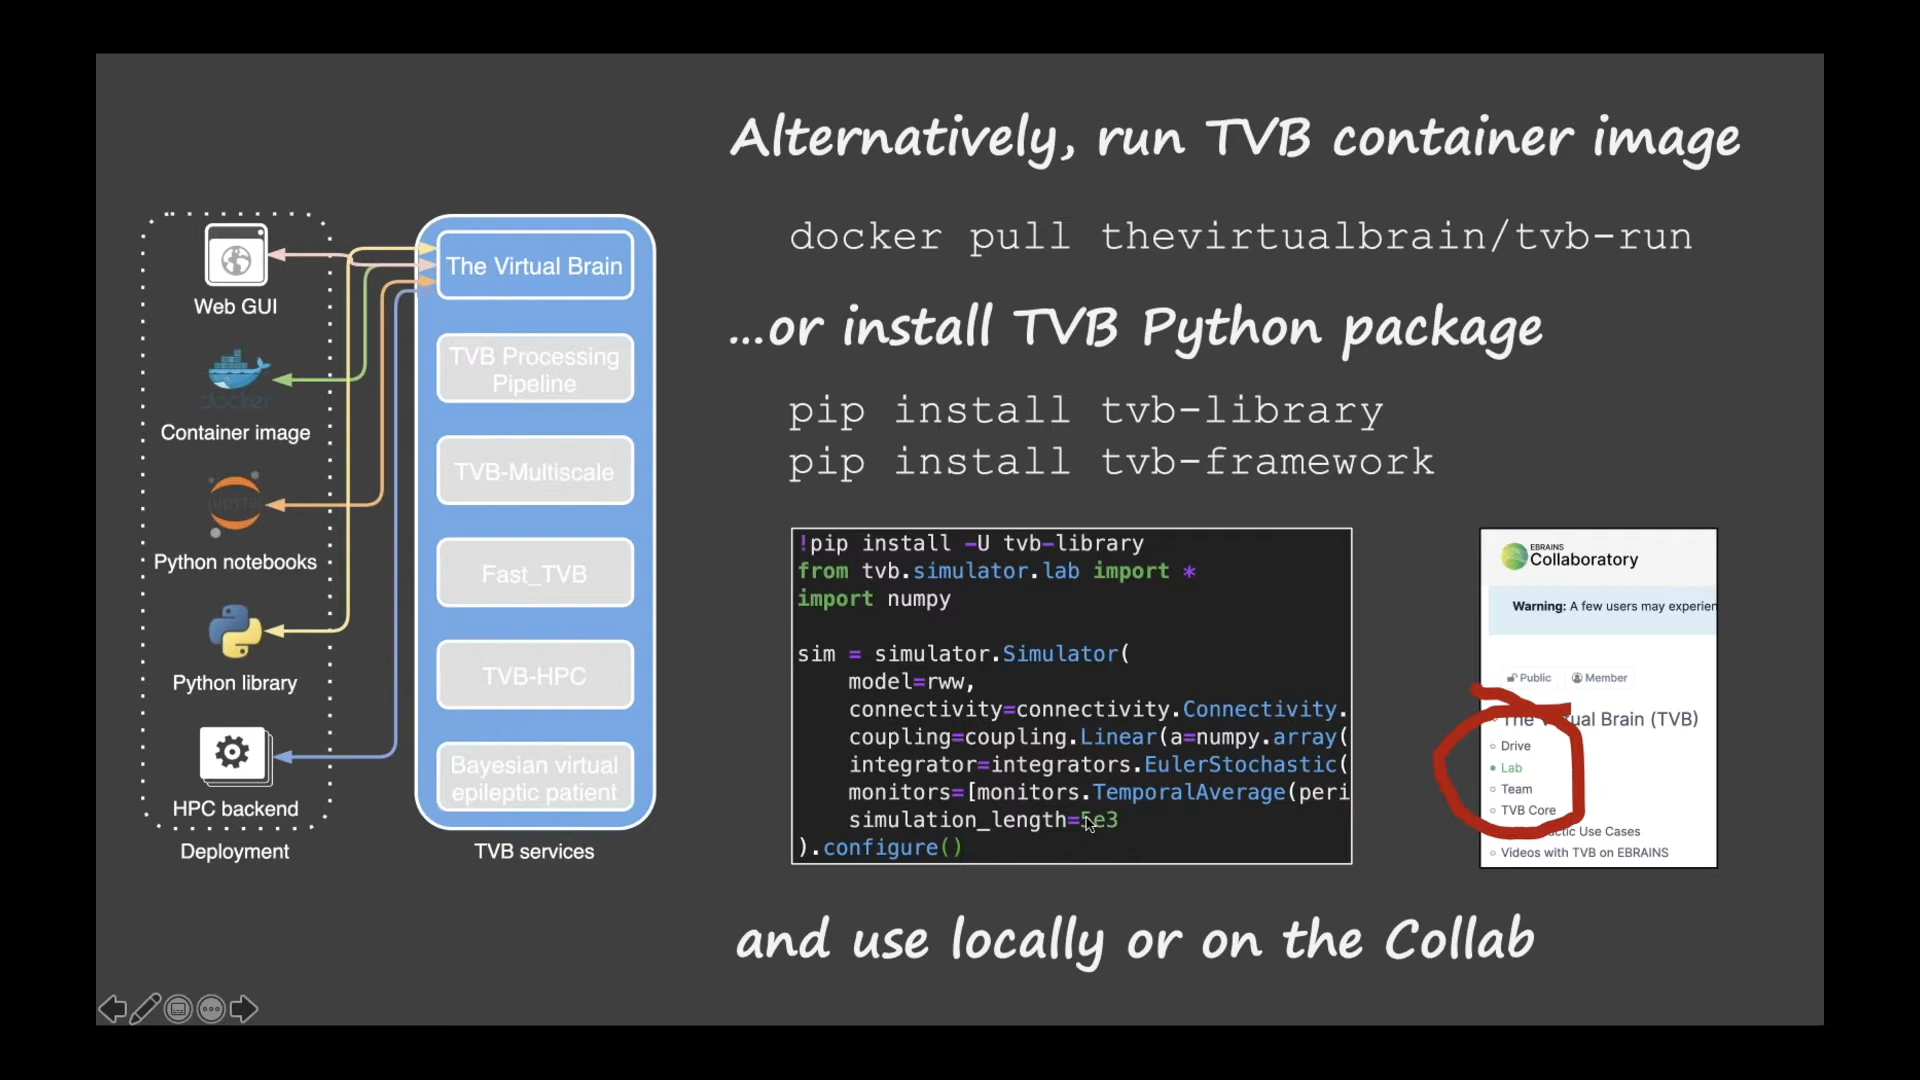 Alternatively, run TVB container image
docker pull thevirtualbrain/tvb-run
...or install TVB Python package
pip install tvb-library
pip install tvb-framework
Web GUI
docker
Container image
jupyter
Python notebooks
Python library
HPC backend
Deployment
The Virtual Brain
TVB Processing
Pipeline
TVB-Multiscale
Fast_TVB
TVB-HPC
Bayesian virtual
epileptic patient
TVB services
!pip install -U tvb-library
from tvb.simulator.lab import *
import numpy
sim = simulator.Simulator(
model=rww,
connectivity=connectivity.Connectivity.
coupling=coupling.Linear(a=numpy.array(
integrator=integrators.EulerStochastic(
monitors=[monitors.TemporalAverage(peri
simulation_length=5e3
).configure()
EBRAINS
Collaboratory
Warning: A few users may experien
Public Member
The Virtual Brain (TVB)
Drive
Lab
Team
TVB Core
Use Cases
Videos with TVB on EBRAINS
and use locally or on the Collab